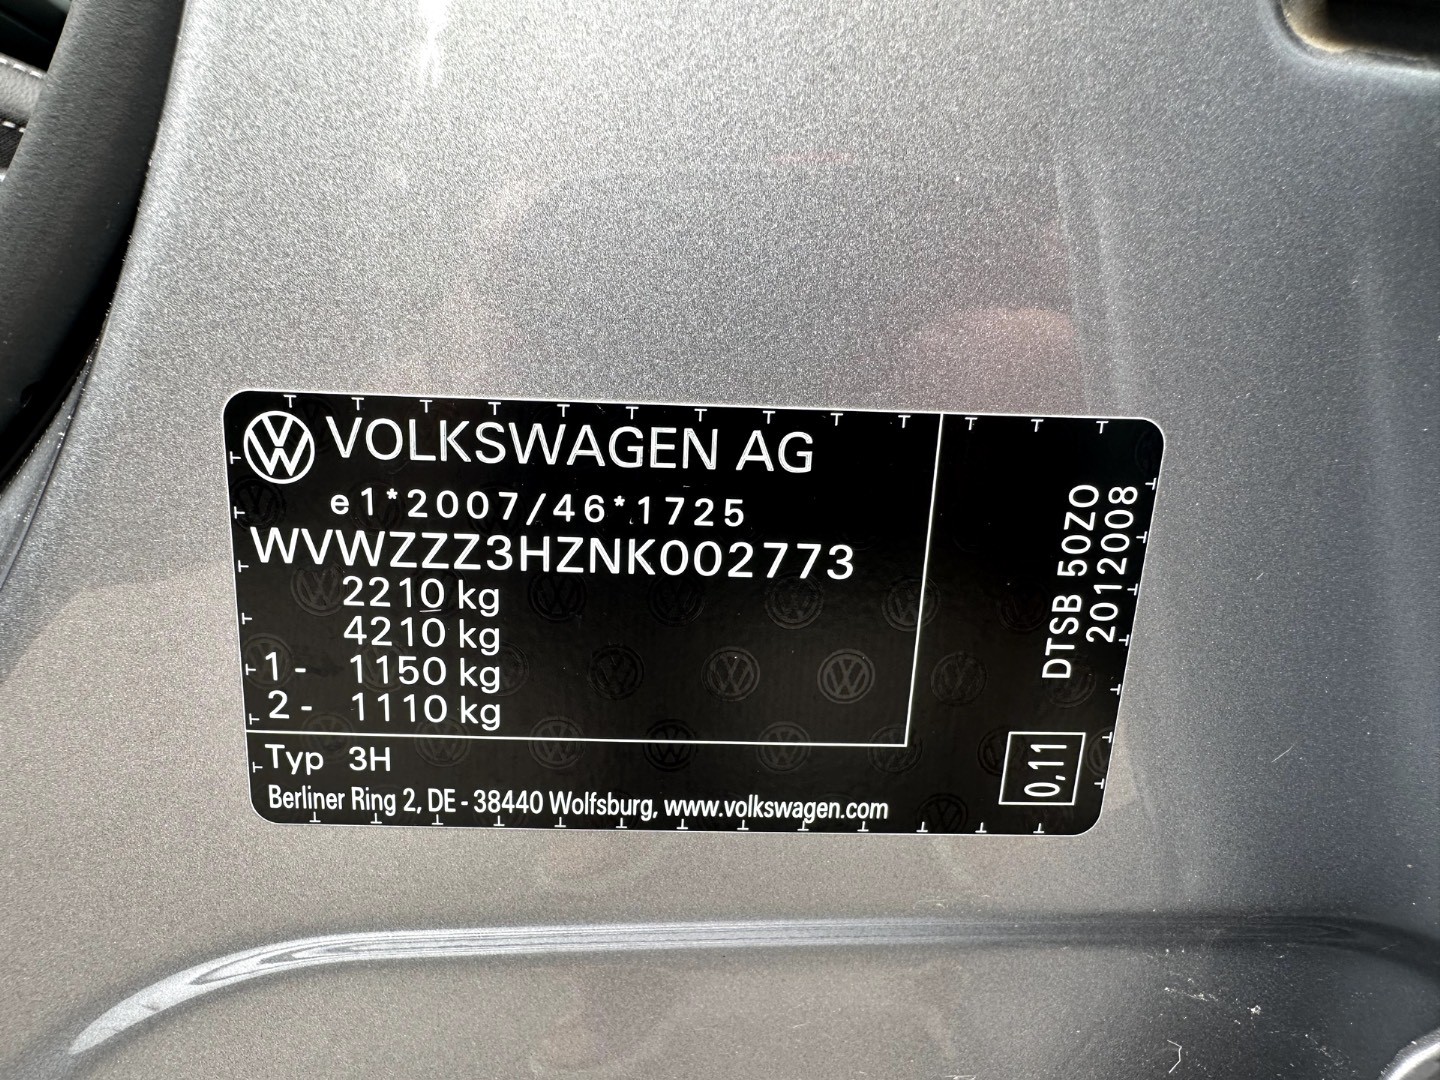 VOLKSWAGEN AG
e1*2007/46*1725
WVWZZZ3HZNK002773
2210 kg
4210 kg
1- 1150 kg
2- 1110 kg
Typ 3H
Berliner Ring 2, DE - 38440 Wolfsburg, www.volkswagen.com
DTSB 50ZO
2012008
0,11